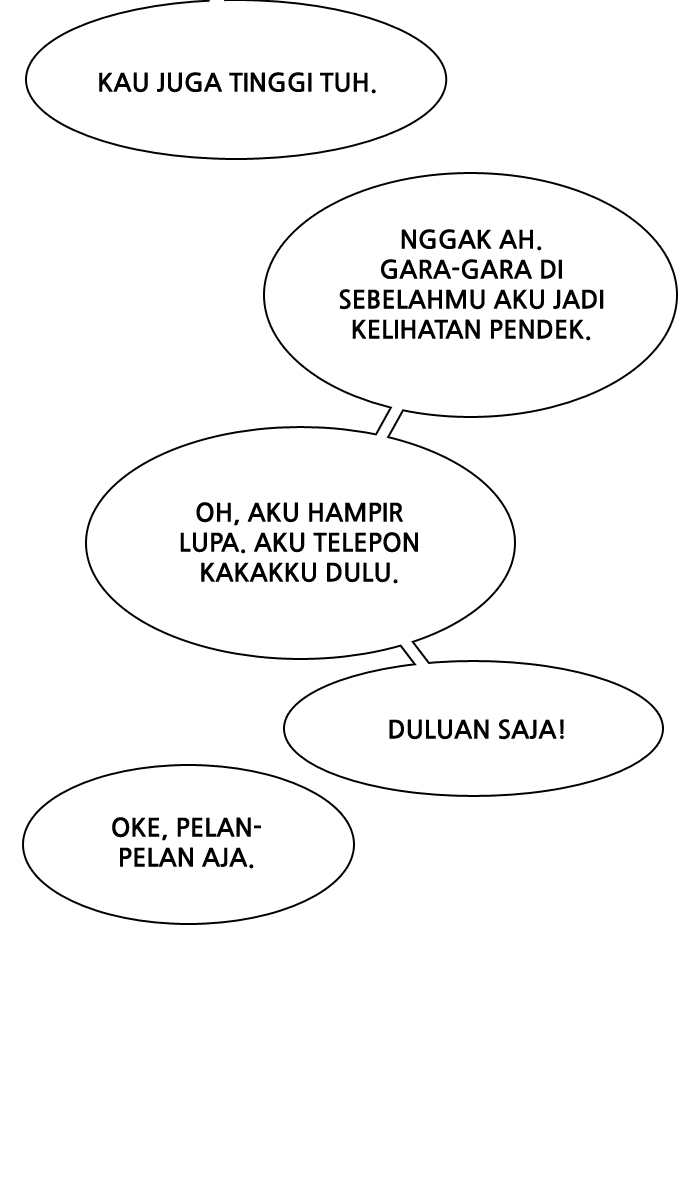 KAU JUGA TINGGI TUH.
NGGAK AH.
GARA-GARA DI
SEBELAHMU AKU JADI
KELIHATAN PENDEK.
OH, AKU HAMPIR
LUPA. AKU TELEPON
KAKAKKU DULU.
DULUAN SAJA!
OKE, PELAN-
PELAN AJA.